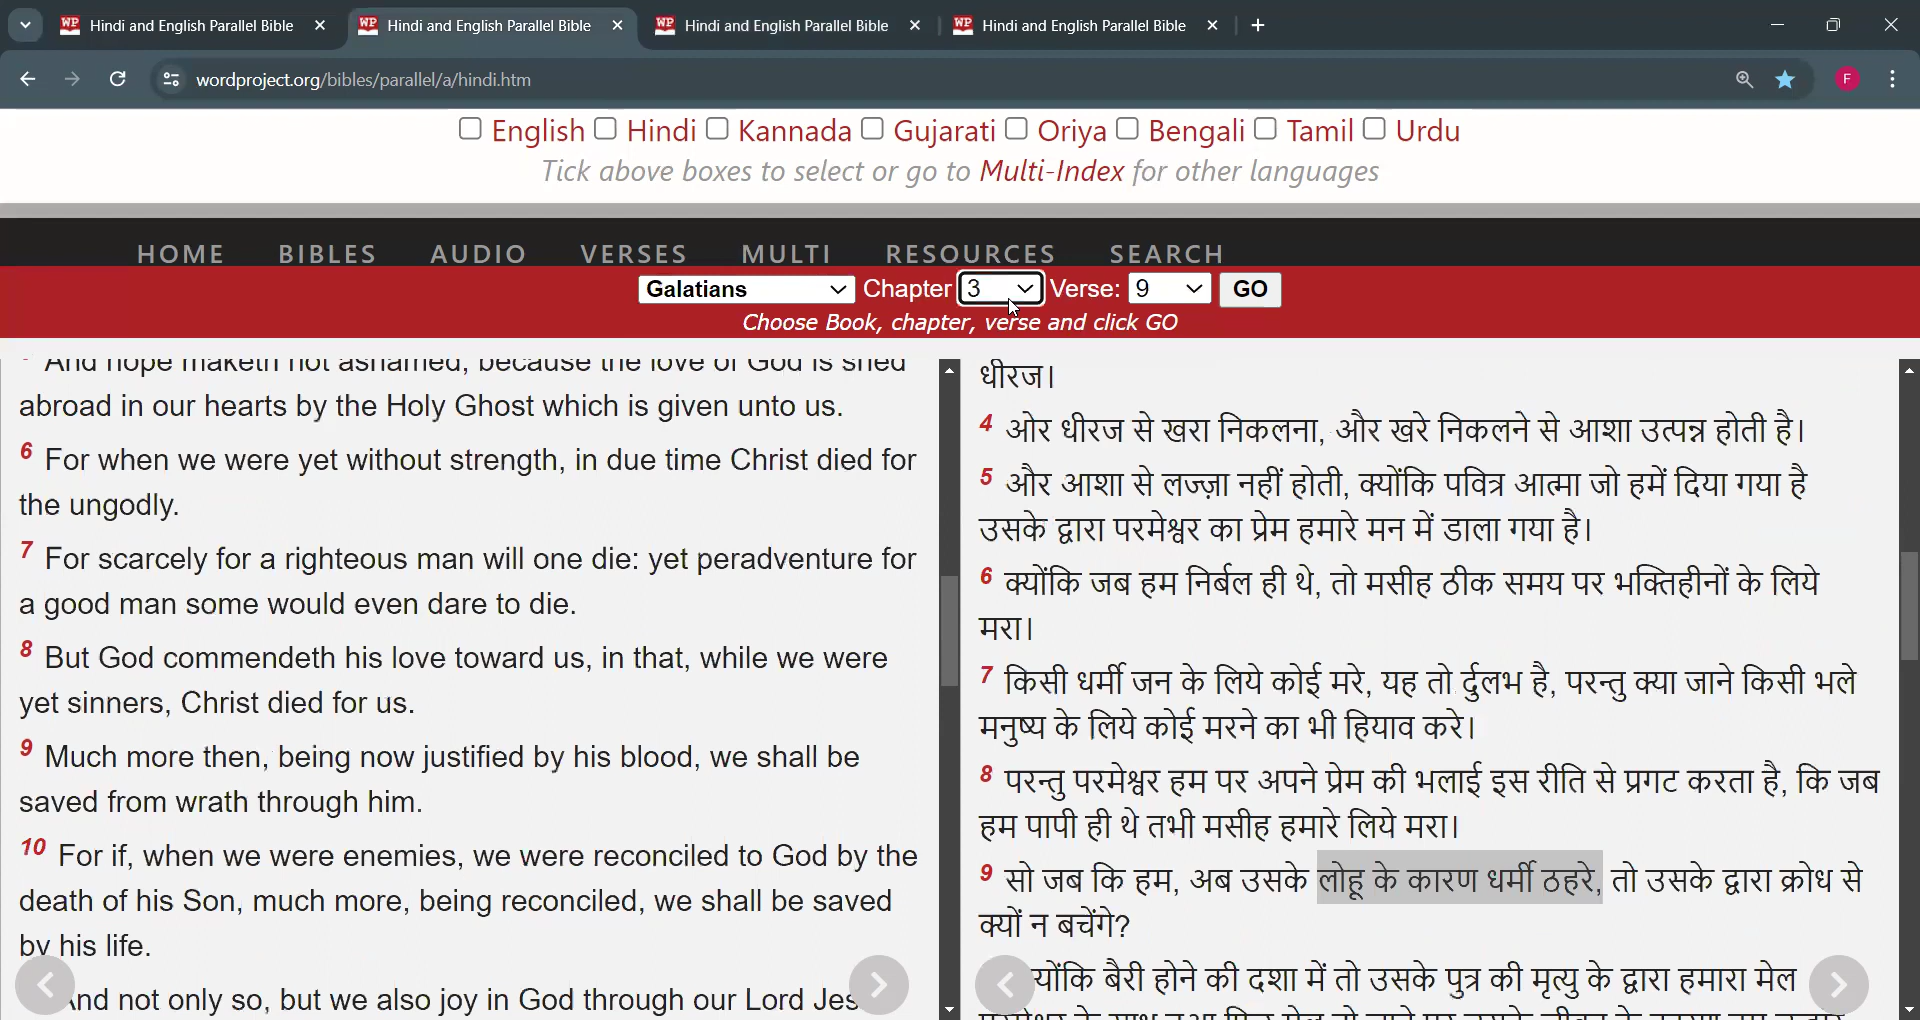 Hindi and English Parallel Bible
Hindi and English Parallel Bible
Hindi and English Parallel Bible
Hindi and English Parallel Bible
wordproject.org/bibles/parallel/a/hindi.htm
F
English Hindi Kannada Gujarati Oriya Bengali Tamil Urdu
Tick above boxes to select or go to Multi-Index for other languages
HOME BIBLES AUDIO VERSES MULTI RESOURCES SEARCH
Galatians Chapter 3 Verse: 9 GO
Choose Book, chapter, verse and click GO
And hope maketh not ashamed; because the love of God is shed
abroad in our hearts by the Holy Ghost which is given unto us.
6 For when we were yet without strength, in due time Christ died for
the ungodly.
7 For scarcely for a righteous man will one die: yet peradventure for
a good man some would even dare to die.
8 But God commendeth his love toward us, in that, while we were
yet sinners, Christ died for us.
9 Much more then, being now justified by his blood, we shall be
saved from wrath through him.
10 For if, when we were enemies, we were reconciled to God by the
death of his Son, much more, being reconciled, we shall be saved
by his life.
And not only so, but we also joy in God through our Lord Jes
धीरज।
4 ओर धीरज से खरा निकलना, और खरे निकलने से आशा उत्पन्न होती है।
5 और आशा से लज्ज़ा नहीं होती, क्योंकि पवित्र आत्मा जो हमें दिया गया है
उसके द्वारा परमेश्वर का प्रेम हमारे मन में डाला गया है।
6 क्योंकि जब हम निर्बल ही थे, तो मसीह ठीक समय पर भक्तिहीनों के लिये
मरा।
7 किसी धर्मी जन के लिये कोई मरे, यह तो र्दुलभ है, परन्तु क्या जाने किसी भले
मनुष्य के लिये कोई मरने का भी हियाव करे।
8 परन्तु परमेश्वर हम पर अपने प्रेम की भलाई इस रीति से प्रगट करता है, कि जब
हम पापी ही थे तभी मसीह हमारे लिये मरा।
9 सो जब कि हम, अब उसके लोहू के कारण धर्मी ठहरे, तो उसके द्वारा क्रोध से
क्यों न बचेंगे?
योंकि बैरी होने की दशा में तो उसके पुत्र की मृत्यु के द्वारा हमारा मेल